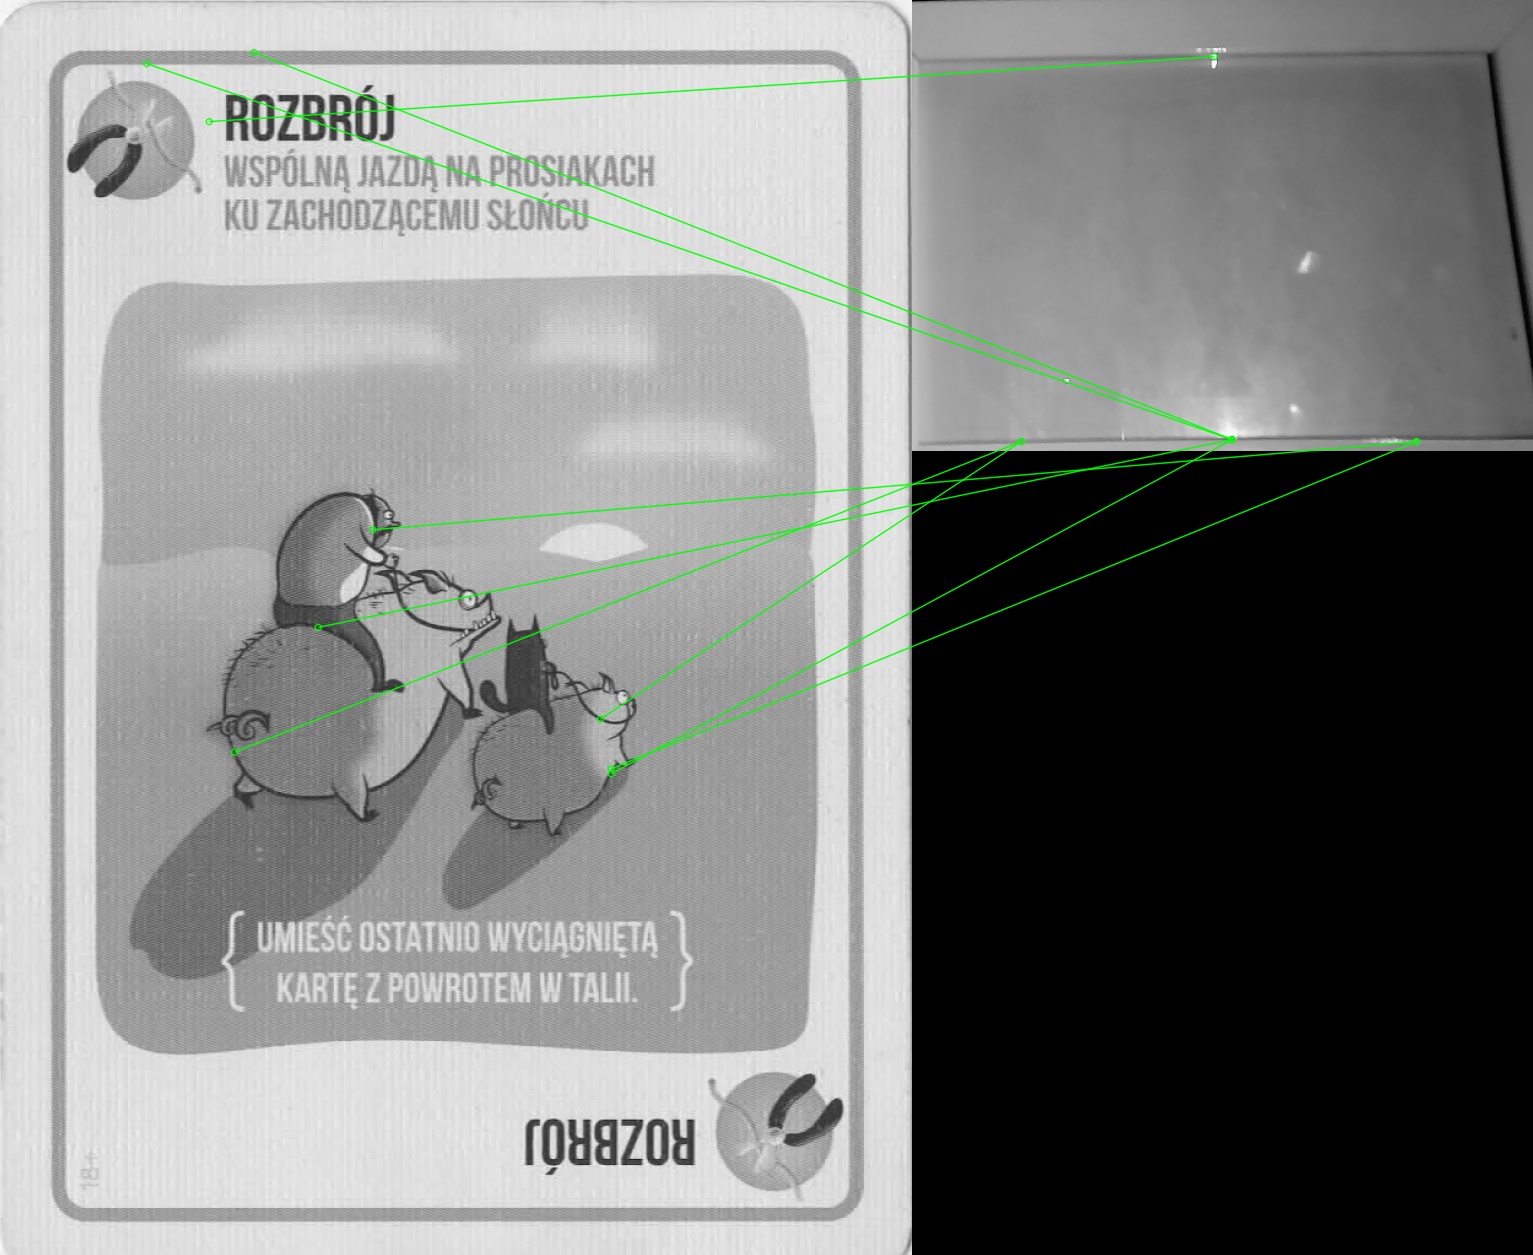 ROZBRÓJ
WSPÓLNĄ JAZDĄ NA PROSIAKACH
KU ZACHODZĄCEMU SŁOŃCU
{ UMIEŚĆ OSTATNIO WYCIĄGNIĘTĄ
KARTĘ Z POWROTEM W TALII. }
ROZBRÓJ
18+